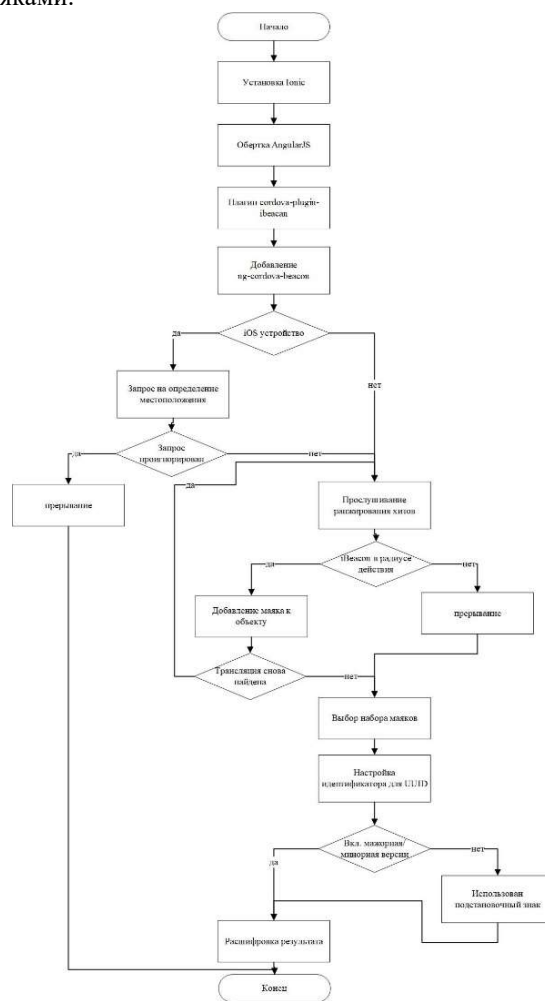 яками.
Начало
Установка Ionic
Обертка AngularJS
Плагин cordova-plugin-
ibeacan
Добавление
ng-cordova-beacon
iOS устройство
да
нет
Запрос на определение
местоположения
Запрос
проигнорирован
да
нет
да
прерывание
Прослушивание
ранжирования хитов
iBeacon в радиусе
действия
да
нет
Добавление маяка к
объекту
прерывание
Трансляция снова
найдена
нет
Выбор набора маяков
Настройка
идентификатора для UUID
Вкл. мажорная/
минорная версии
да
нет
Использован
подстановочный знак
Расшифровка результата
Конец